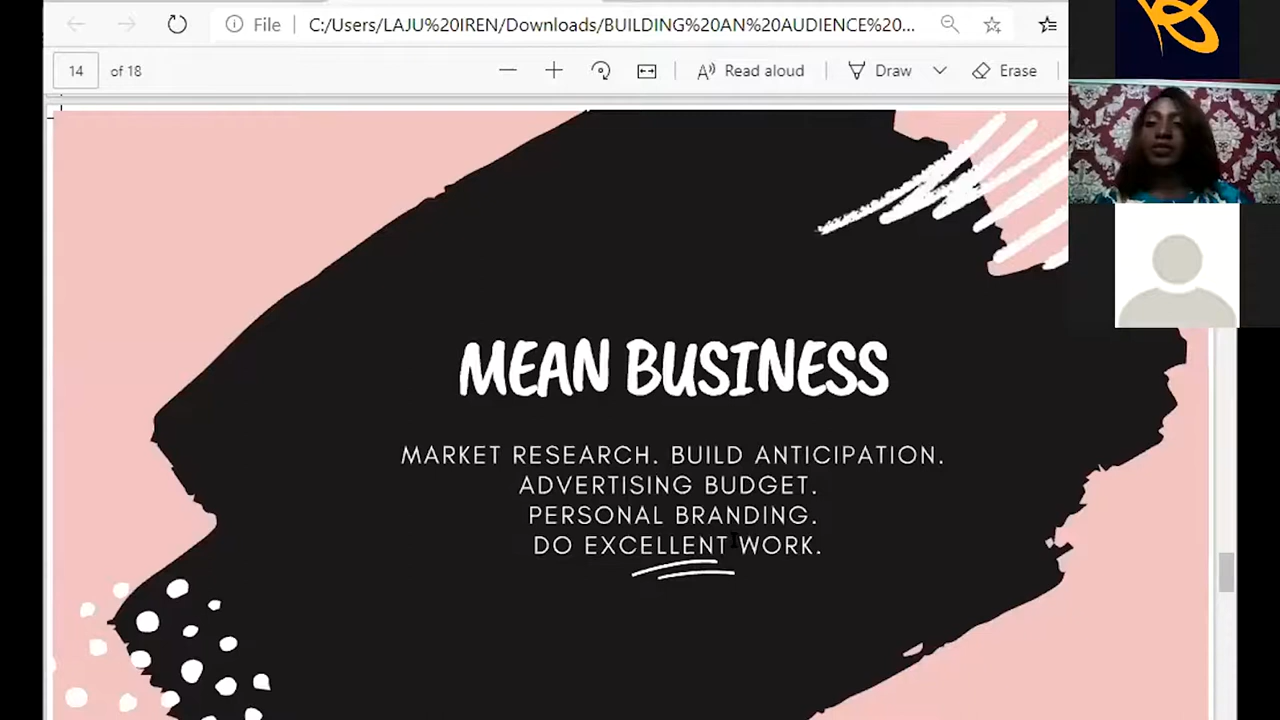 File
C:/Users/LAJU%20IREN/Downloads/BUILDING%20AN%20AUDIENCE%20...
14 of 18
Read aloud
Draw
Erase
MEAN BUSINESS
MARKET RESEARCH. BUILD ANTICIPATION.
ADVERTISING BUDGET.
PERSONAL BRANDING.
DO EXCELLENT WORK.